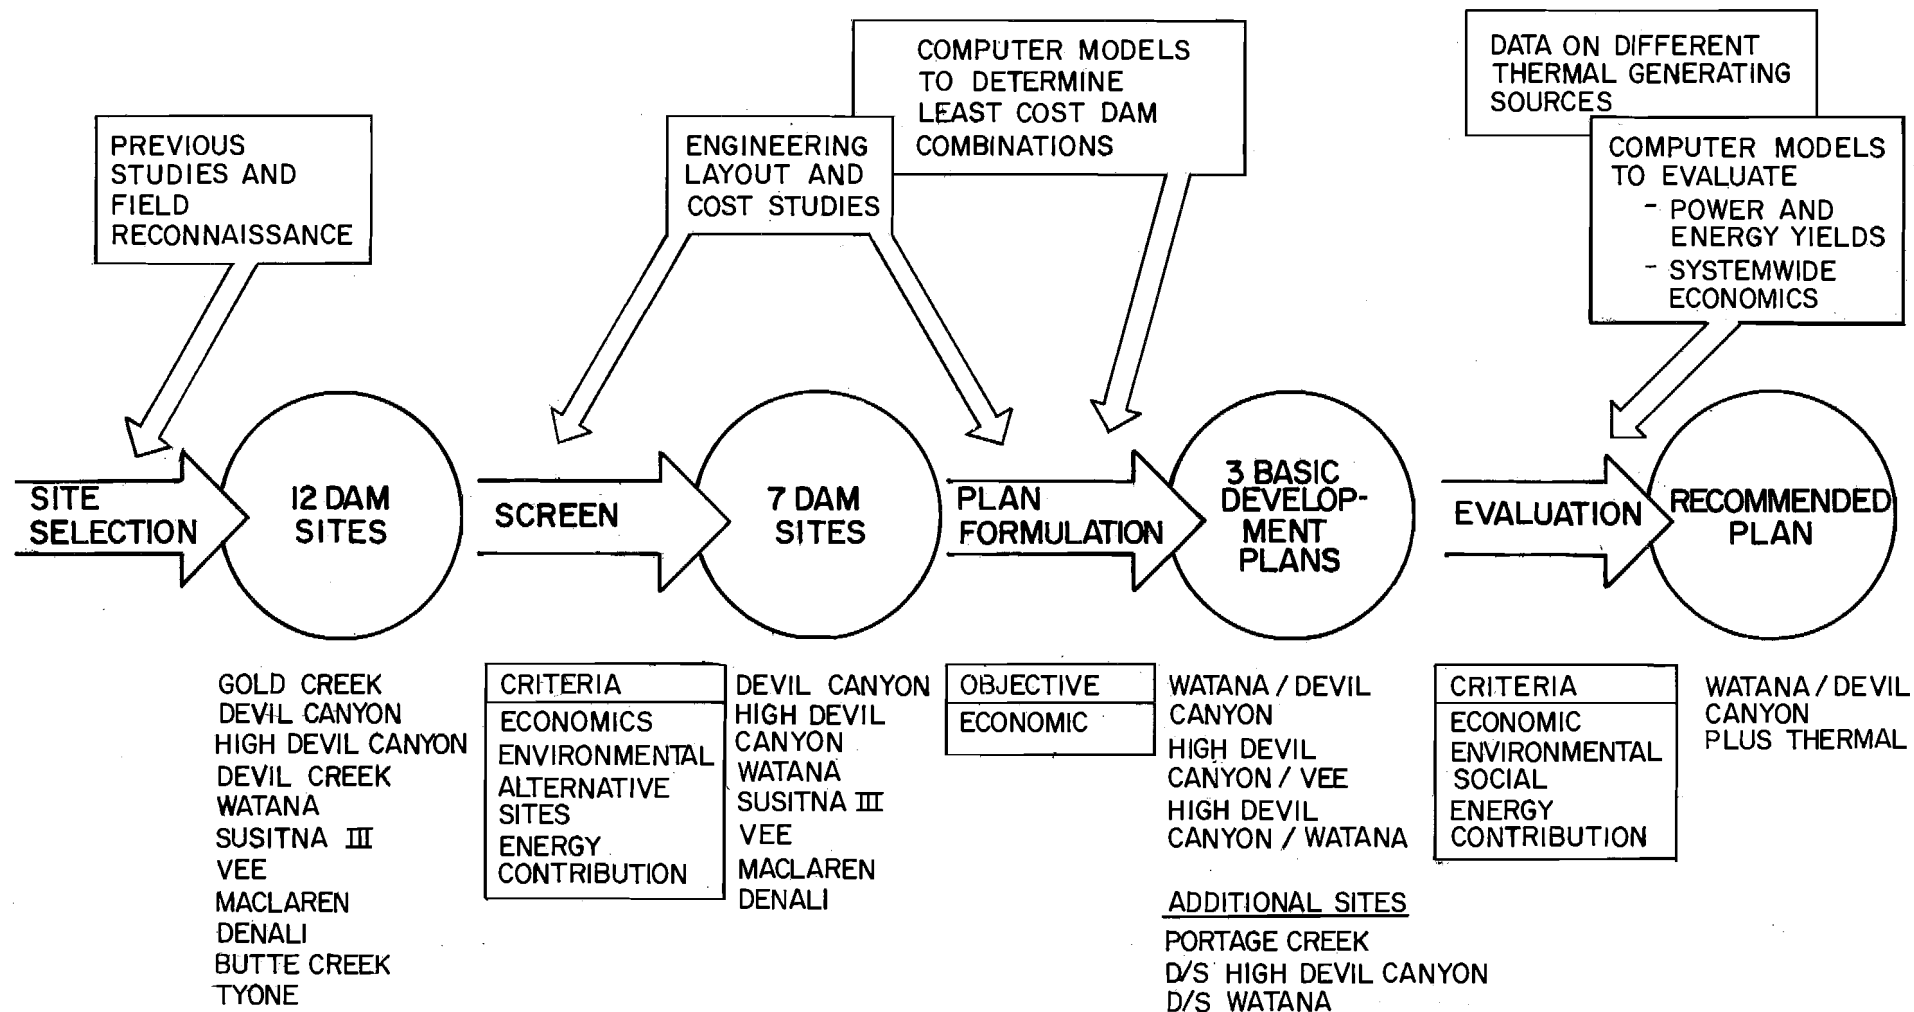 PREVIOUS
STUDIES AND
FIELD
RECONNAISSANCE
ENGINEERING
LAYOUT AND
COST STUDIES
COMPUTER MODELS
TO DETERMINE
LEAST COST DAM
COMBINATIONS
DATA ON DIFFERENT
THERMAL GENERATING
SOURCES
COMPUTER MODELS
TO EVALUATE
- POWER AND
ENERGY YIELDS
- SYSTEMWIDE
ECONOMICS
SITE
SELECTION
12 DAM
SITES
SCREEN
7 DAM
SITES
PLAN
FORMULATION
3 BASIC
DEVELOP-
MENT
PLANS
EVALUATION
RECOMMENDED
PLAN
GOLD CREEK
DEVIL CANYON
HIGH DEVIL CANYON
DEVIL CREEK
WATANA
SUSITNA III
VEE
MACLAREN
DENALI
BUTTE CREEK
TYONE
CRITERIA
ECONOMICS
ENVIRONMENTAL
ALTERNATIVE
SITES
ENERGY
CONTRIBUTION
DEVIL CANYON
HIGH DEVIL
CANYON
WATANA
SUSITNA III
VEE
MACLAREN
DENALI
OBJECTIVE
ECONOMIC
WATANA / DEVIL
CANYON
HIGH DEVIL
CANYON / VEE
HIGH DEVIL
CANYON / WATANA
ADDITIONAL SITES
PORTAGE CREEK
D/S HIGH DEVIL CANYON
D/S WATANA
CRITERIA
ECONOMIC
ENVIRONMENTAL
SOCIAL
ENERGY
CONTRIBUTION
WATANA / DEVIL
CANYON
PLUS THERMAL